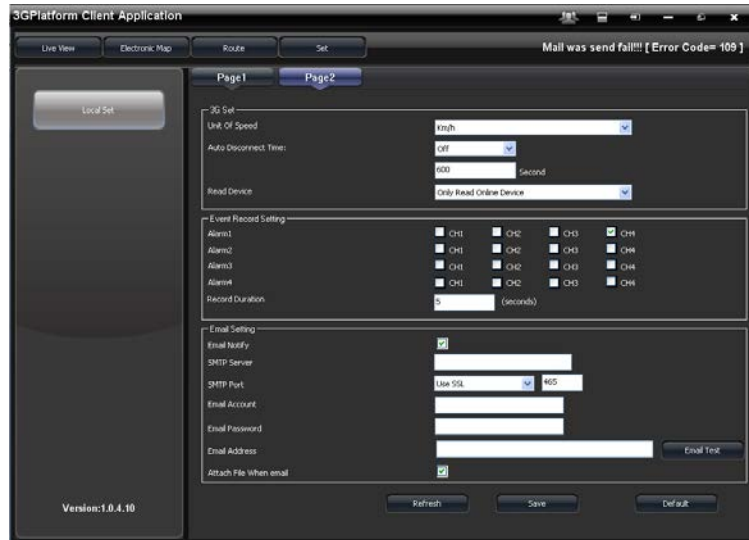 3GPlatform Client Application
Live View Electronic Map Route Set Mail was send fail!!! [ Error Code= 109 ]
Page1 Page2
Local Set
3G Set
Unit Of Speed Km/h
Auto Disconnect Time: Off
600 Second
Read Device Only Read Online Device
Event Record Setting
Alarm1 CH1 CH2 CH3 CH4
Alarm2 CH1 CH2 CH3 CH4
Alarm3 CH1 CH2 CH3 CH4
Alarm4 CH1 CH2 CH3 CH4
Record Duration 5 (seconds)
Email Setting
Email Notify
SMTP Server
SMTP Port Use SSL 465
Email Account
Email Password
Email Address Email Test
Attach File When email
Refresh Save Default
Version:1.0.4.10